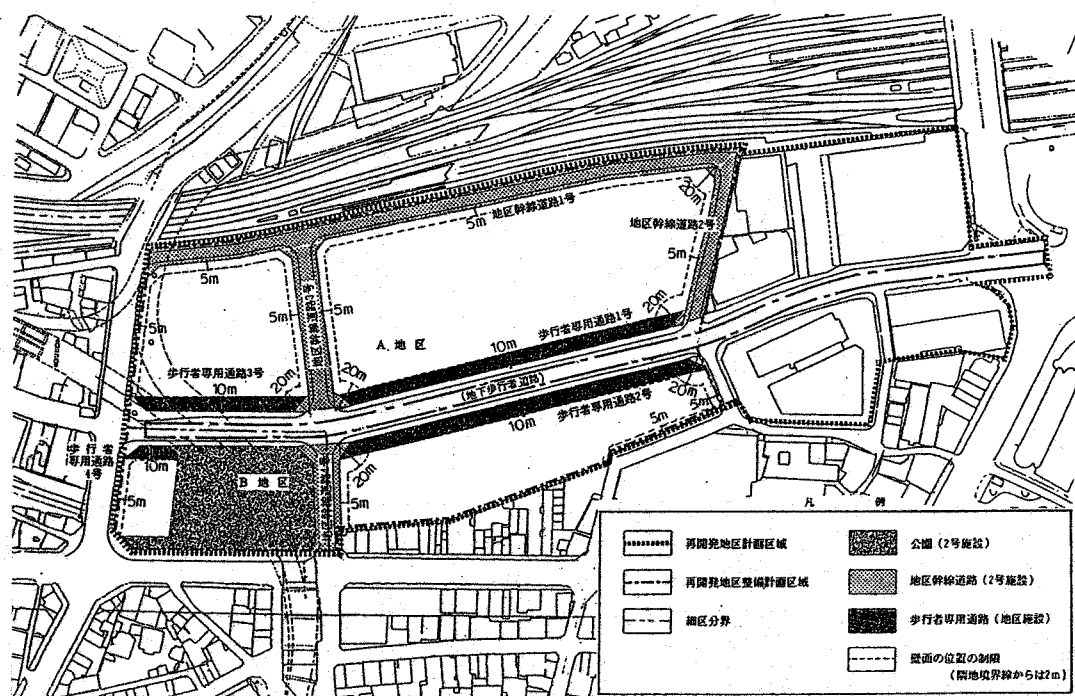 20m
5m
地区幹線道路1号
地区幹線道路2号
5m
5m
5m
5m
5m
地区幹線道路3号
A 地区
20m
10m
歩行者専用通路1号
20m
歩行者専用通路3号
10m
20m
(地下歩行者通路)
20m
10m
歩行者専用通路2号
5m
5m
歩行者
専用通路
4号
10m
5m
B 地区
20m
5m
凡 例
再開発地区計画区域
公園(2号施設)
再開発地区整備計画区域
地区幹線道路(2号施設)
細区分界
歩行者専用通路(地区施設)
壁面の位置の制限
(隣地境界線からは2m)